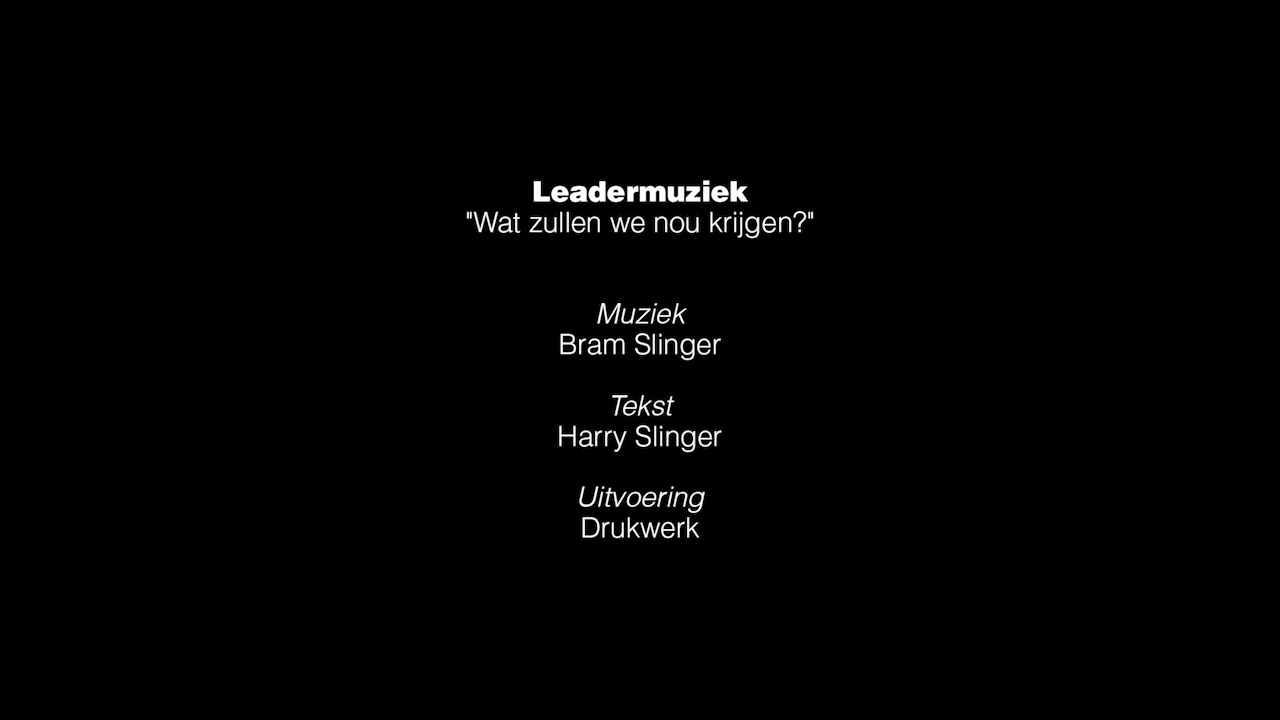 Leadermuziek
"Wat zullen we nou krijgen?"
Muziek
Bram Slinger
Tekst
Harry Slinger
Uitvoering
Drukwerk